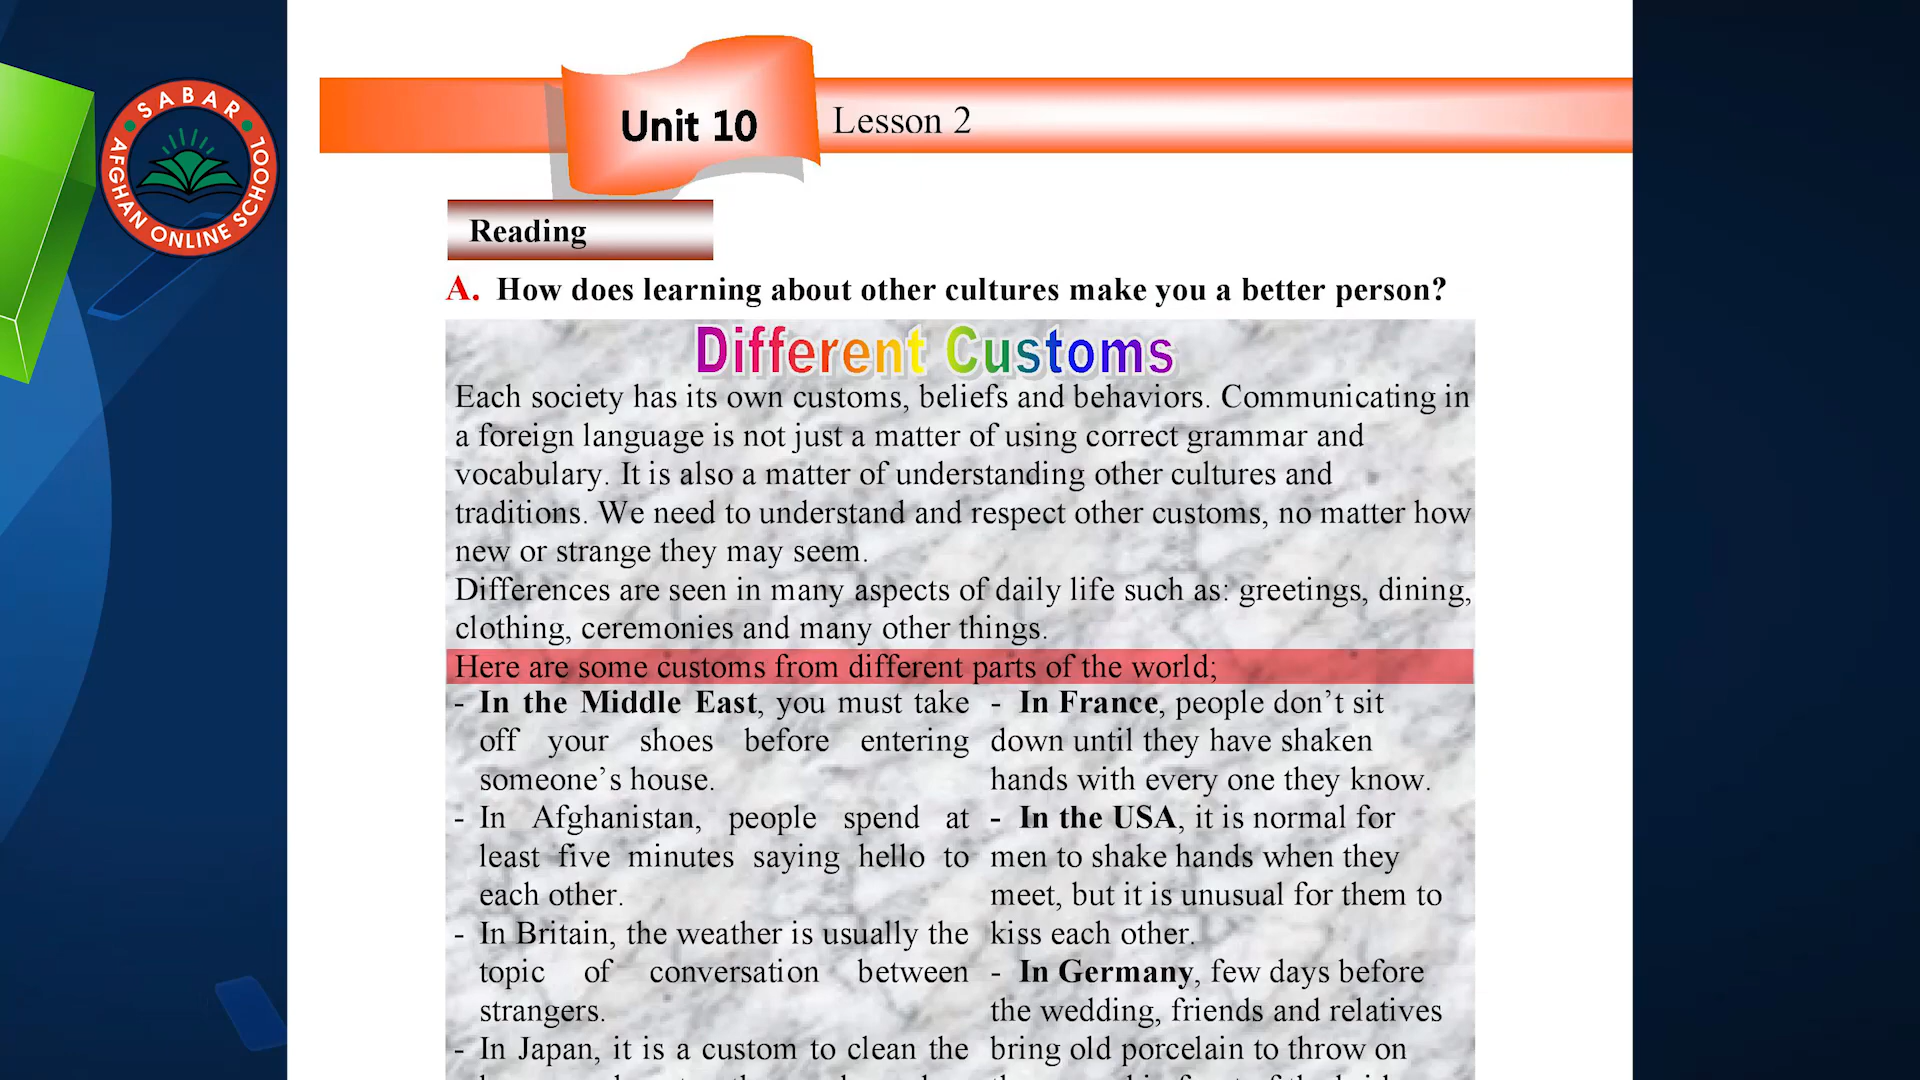 SABAR
AFGHAN ONLINE SCHOOL
Unit 10
Lesson 2
Reading
A. How does learning about other cultures make you a better person?
Different Customs
Each society has its own customs, beliefs and behaviors. Communicating in
a foreign language is not just a matter of using correct grammar and
vocabulary. It is also a matter of understanding other cultures and
traditions. We need to understand and respect other customs, no matter how
new or strange they may seem.
Differences are seen in many aspects of daily life such as: greetings, dining,
clothing, ceremonies and many other things.
Here are some customs from different parts of the world;
- In the Middle East, you must take
off your shoes before entering
someone’s house.
- In Afghanistan, people spend at
least five minutes saying hello to
each other.
- In Britain, the weather is usually the
topic of conversation between
strangers.
- In Japan, it is a custom to clean the
- In France, people don’t sit
down until they have shaken
hands with every one they know.
- In the USA, it is normal for
men to shake hands when they
meet, but it is unusual for them to
kiss each other.
- In Germany, few days before
the wedding, friends and relatives
bring old porcelain to throw on